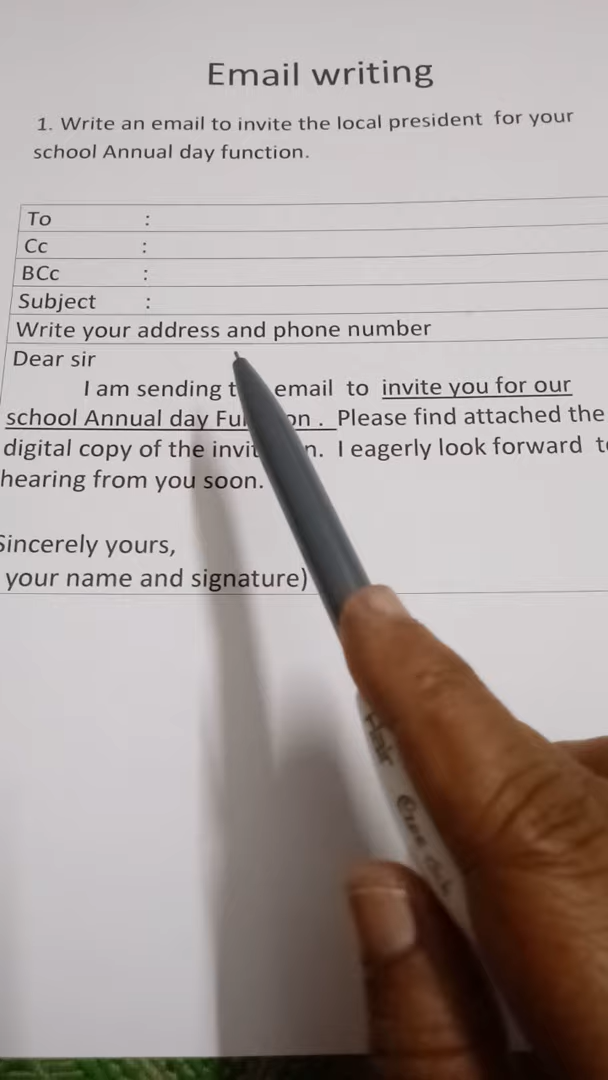 Email writing
1. Write an email to invite the local president for your
school Annual day function.
To :
Cc :
BCc :
Subject :
Write your address and phone number
Dear sir
I am sending email to invite you for our
school Annual day . Please find attached the
digital copy of the I eagerly look forward
hearing from you soon.
Sincerely yours,
your name and signature)
Flair